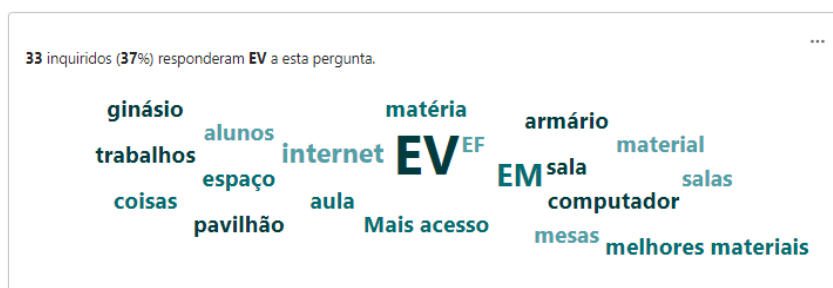 ...
33 inquiridos (37%) responderam EV a esta pergunta.
ginásio
matéria
armário
alunos
EV
EF
material
trabalhos
internet
sala
espaço
EM
salas
coisas
aula
computador
pavilhão
Mais acesso
mesas
melhores materiais